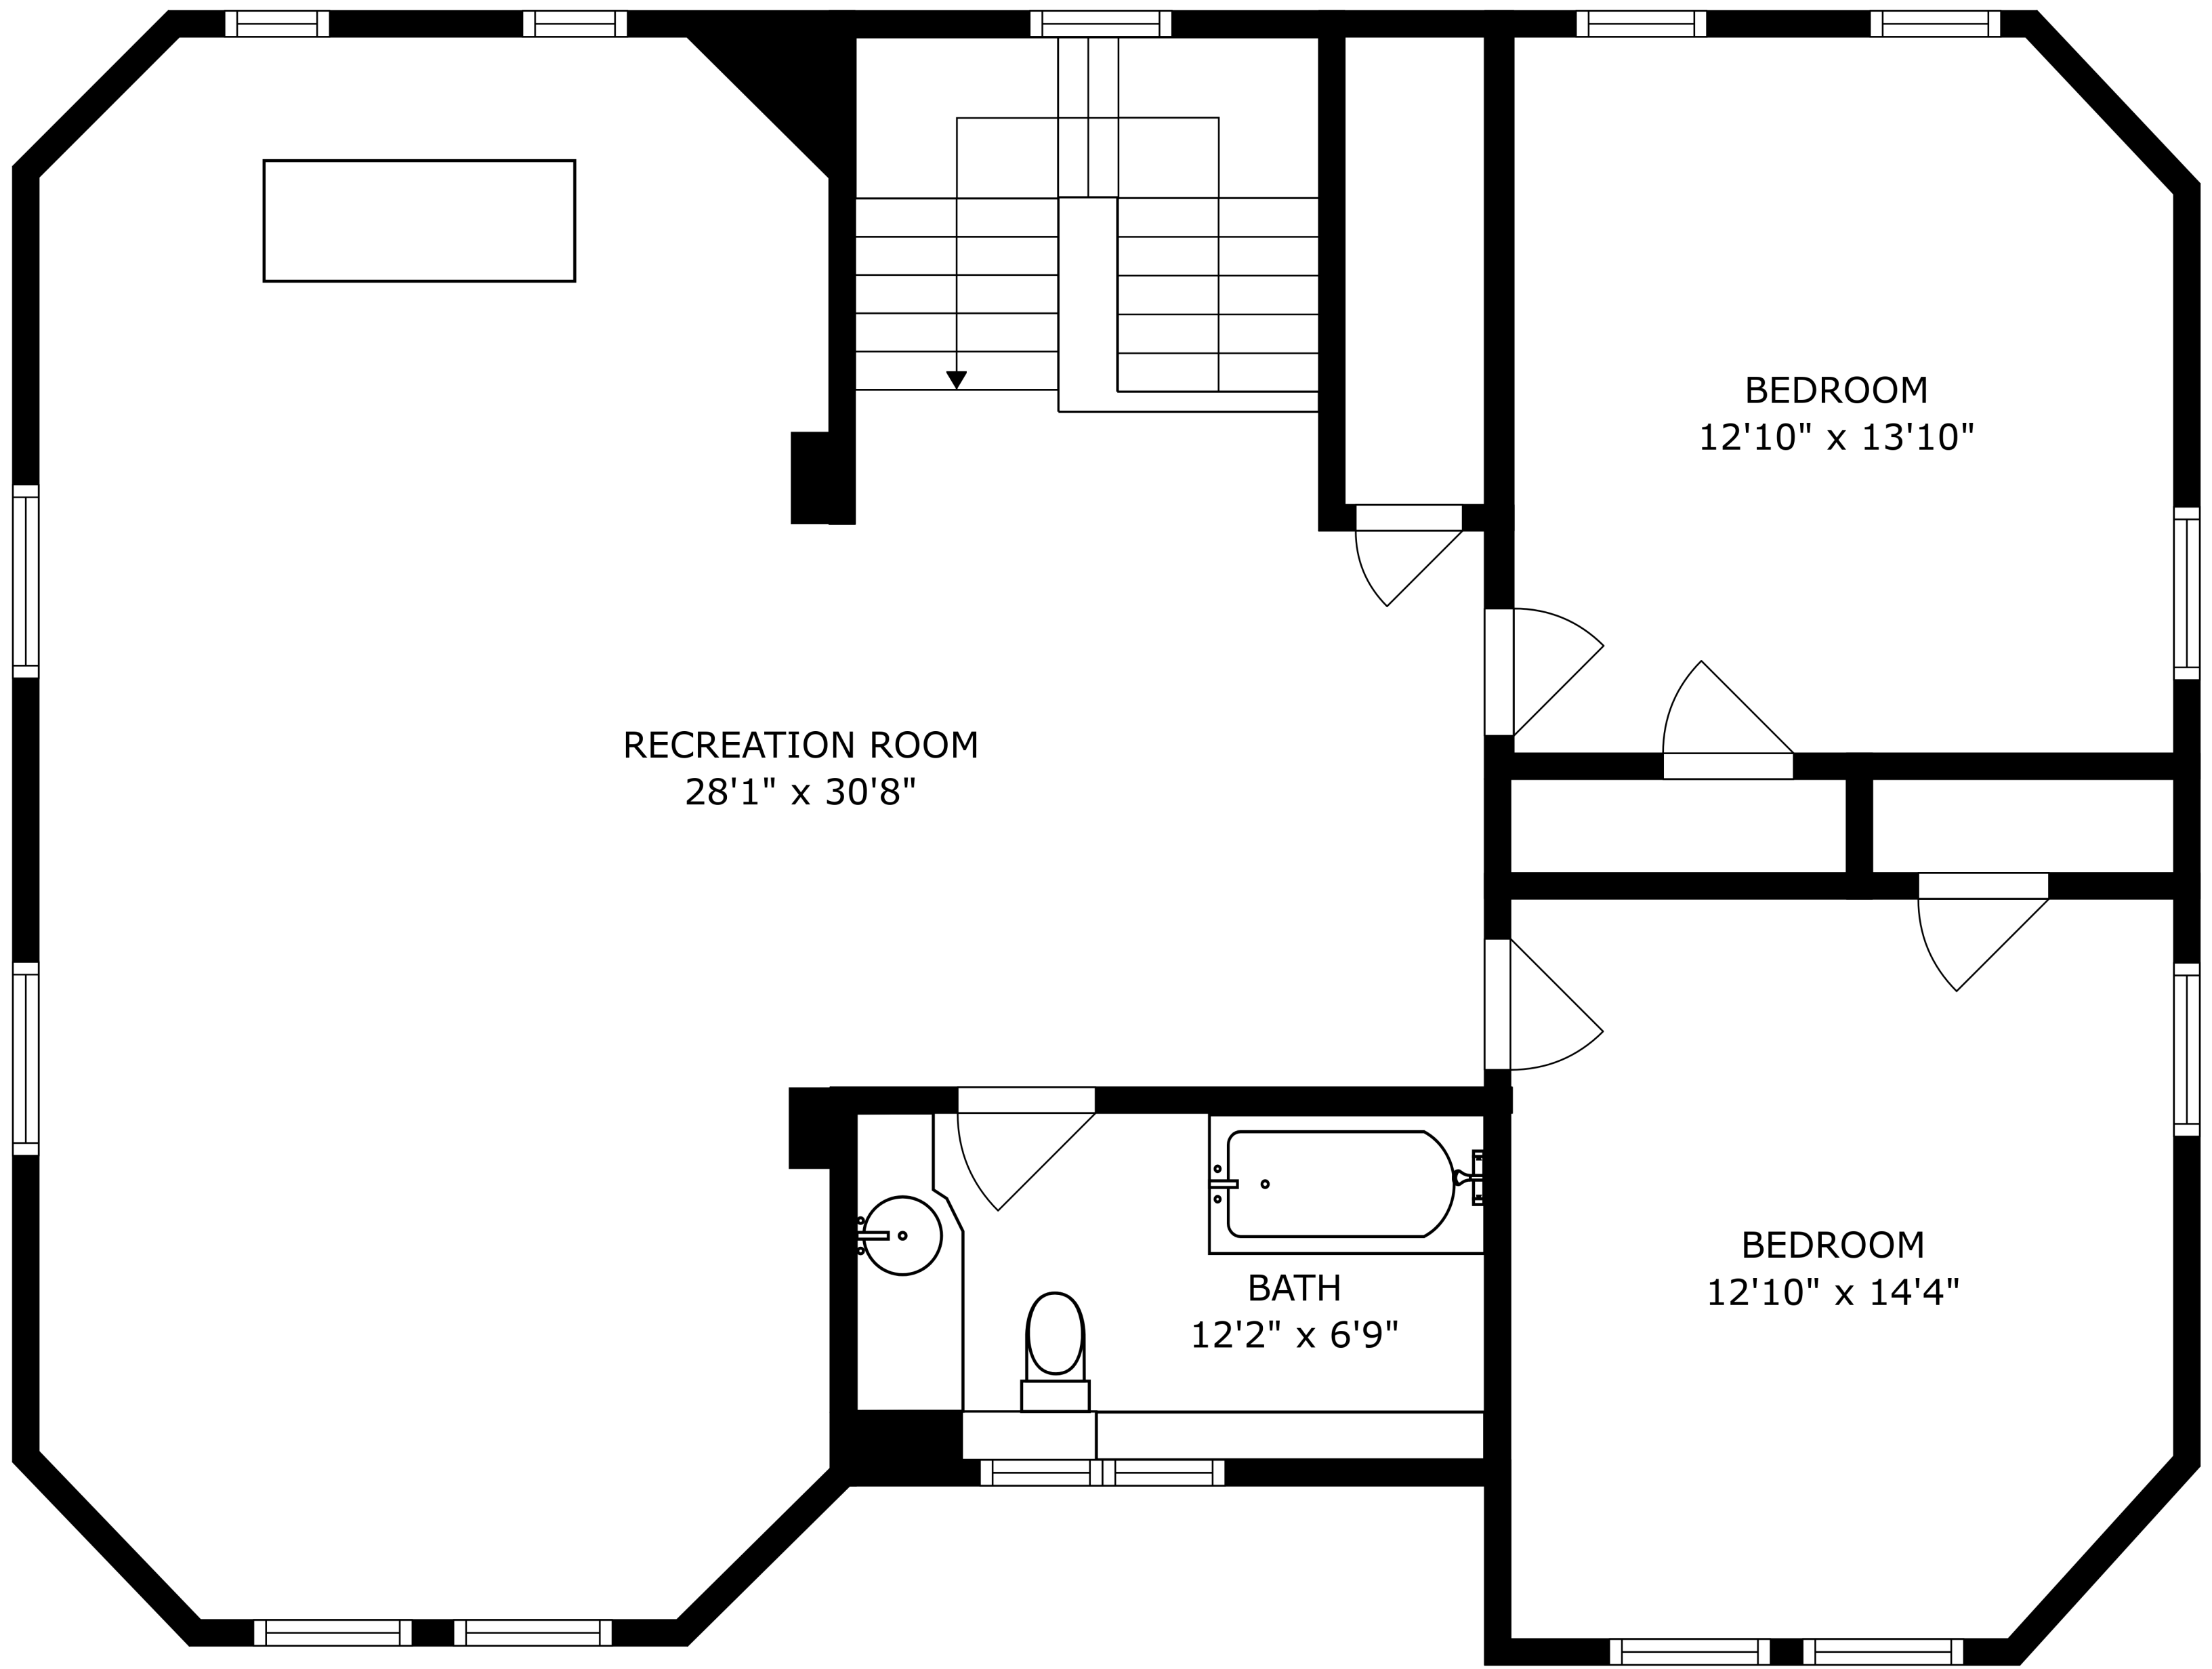 BEDROOM
12'10" x 13'10"
RECREATION ROOM
28'1" x 30'8"
BEDROOM
12'10" x 14'4"
BATH
12'2" x 6'9"